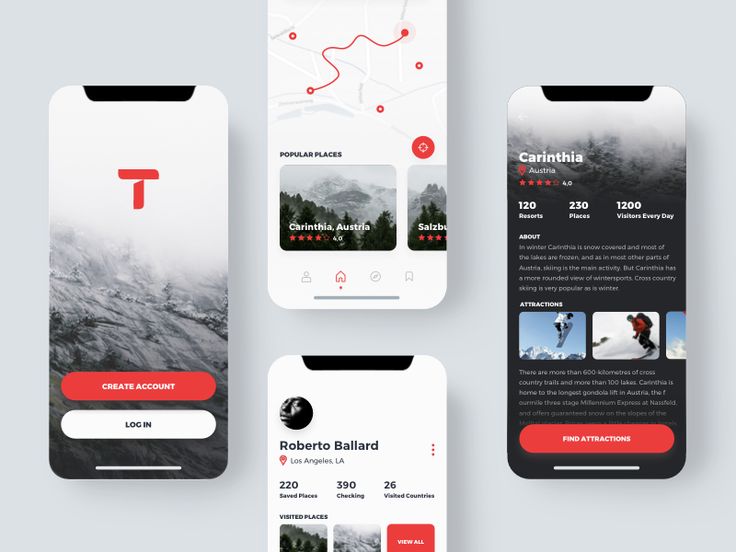 T
CREATE ACCOUNT
LOG IN
POPULAR PLACES
Carinthia, Austria
4,0
Salzbu
Roberto Ballard
Los Angeles, LA
220
Saved Places
390
Checking
26
Visited Countries
VISITED PLACES
VIEW ALL
Carinthia
Austria
4,0
120
Resorts
230
Places
1200
Visitors Every Day
ABOUT
In winter Carinthia is snow covered and most of
the lakes are frozen, and as in most other parts of
Austria, skiing is the main activity. But Carinthia has
a more rounded view of wintersports. Cross country
skiing is very popular as is winter.
ATTRACTIONS
There are more than 600-kilometres of cross
country trails and more than 100 lakes. Carinthia is
home to the longest gondola lift in Austria, the f
ourmile three stage Millennium Express at Nassfeld,
and offers guaranteed snow on the slopes of the
FIND ATTRACTIONS